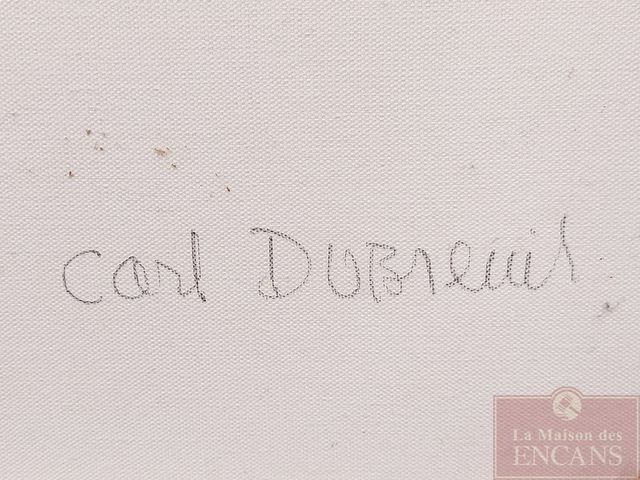 Carl DUBreuil
La Maison des
ENCANS